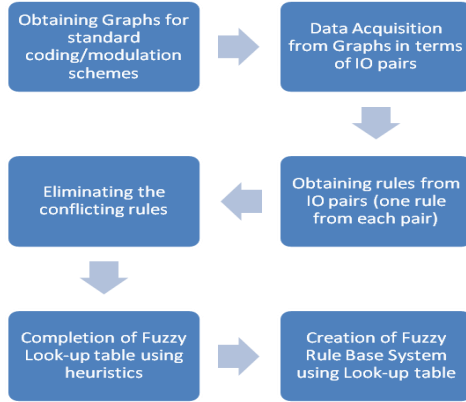 Obtaining Graphs for
standard
coding/modulation
schemes
Data Acquisition
from Graphs in terms
of IO pairs
Obtaining rules from
IO pairs (one rule
from each pair)
Eliminating the
conflicting rules
Completion of Fuzzy
Look-up table using
heuristics
Creation of Fuzzy
Rule Base System
using Look-up table